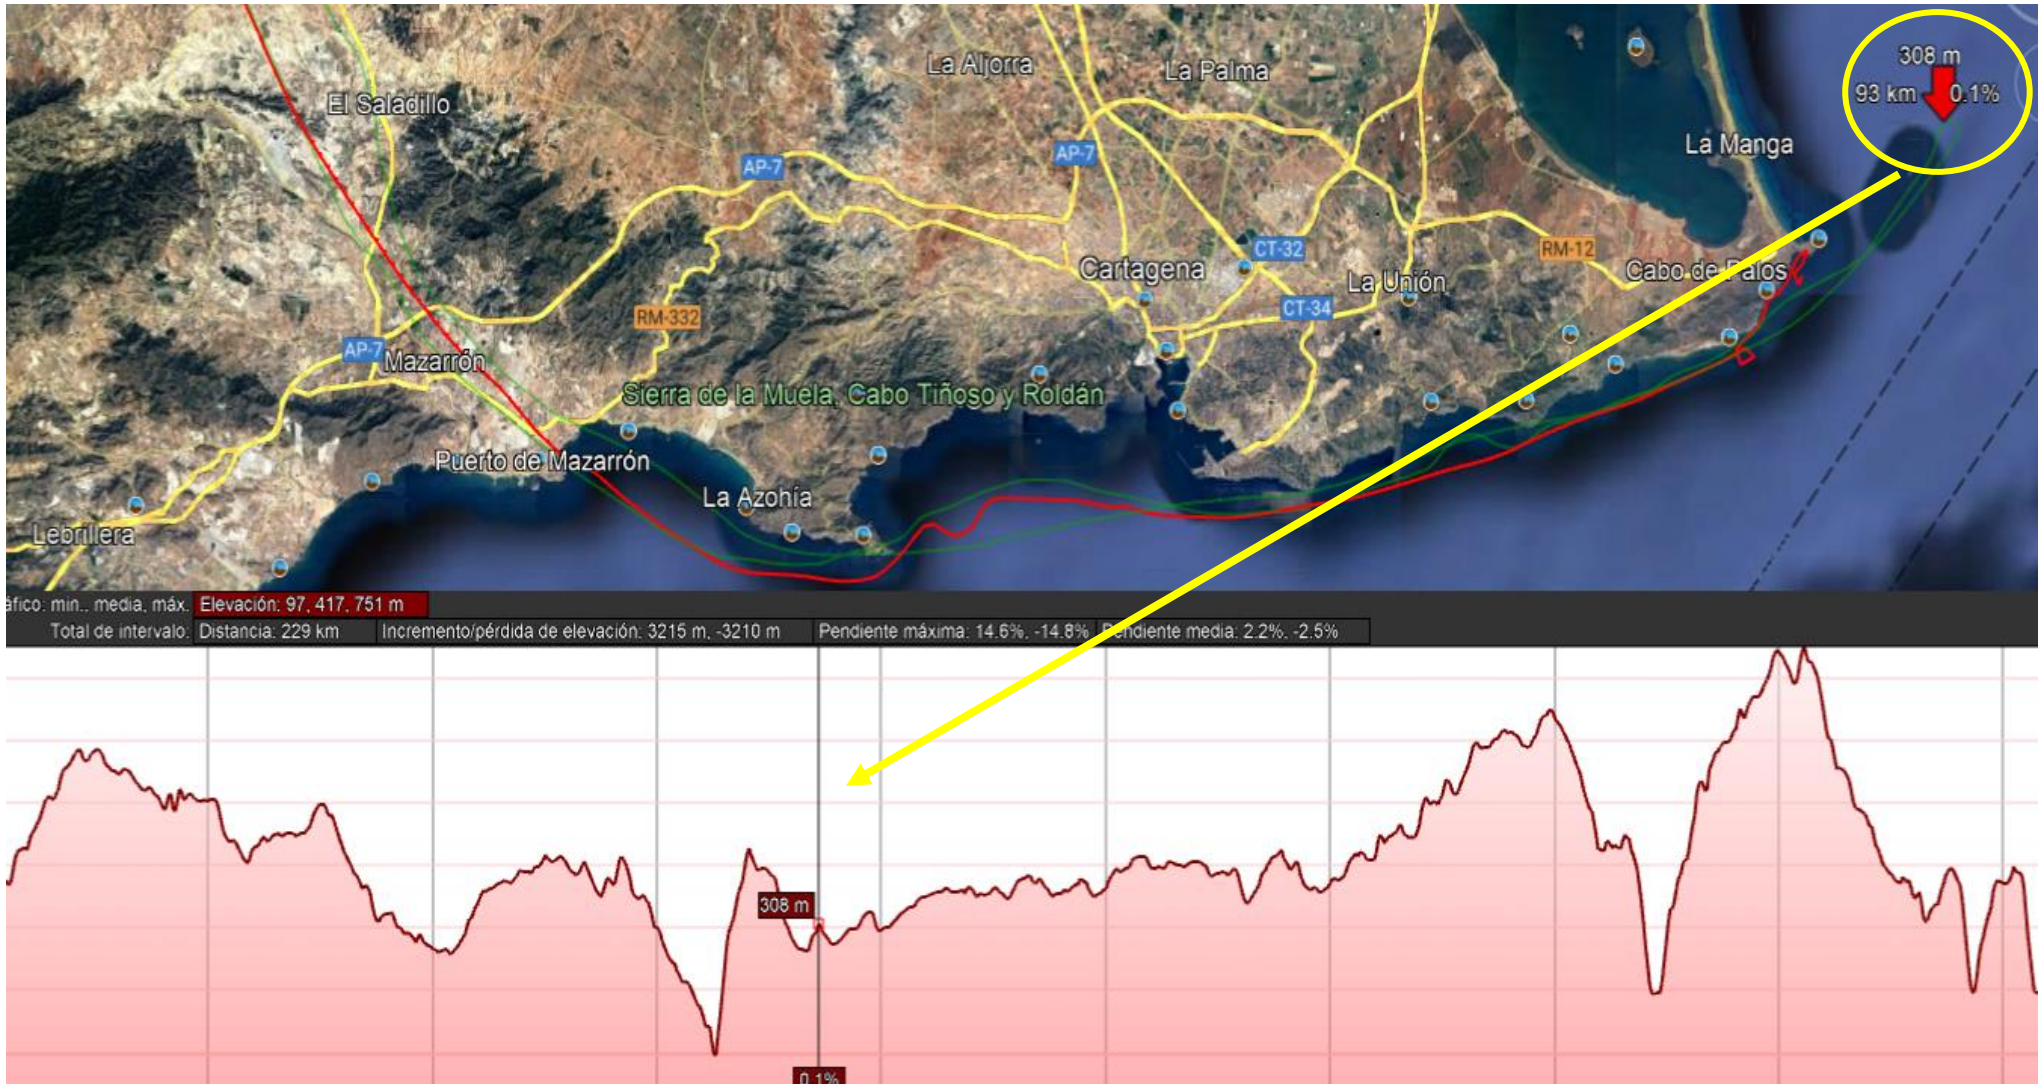 308 m
93 km 0.1%
La Aljorra
La Palma
El Saladillo
La Manga
AP-7
AP-7
CT-32
RM-12
Cartagena
La Unión
Cabo de Palos
CT-34
RM-332
AP-7
Mazarrón
Sierra de la Muela, Cabo Tiñoso y Roldán
Puerto de Mazarrón
La Azohía
Lebrillera
áfico: min., media, máx. Elevación: 97, 417, 751 m
Total de intervalo: Distancia: 229 km Incremento/pérdida de elevación: 3215 m, -3210 m Pendiente máxima: 14.6%, -14.8% Pendiente media: 2.2%, -2.5%
308 m
0.1%